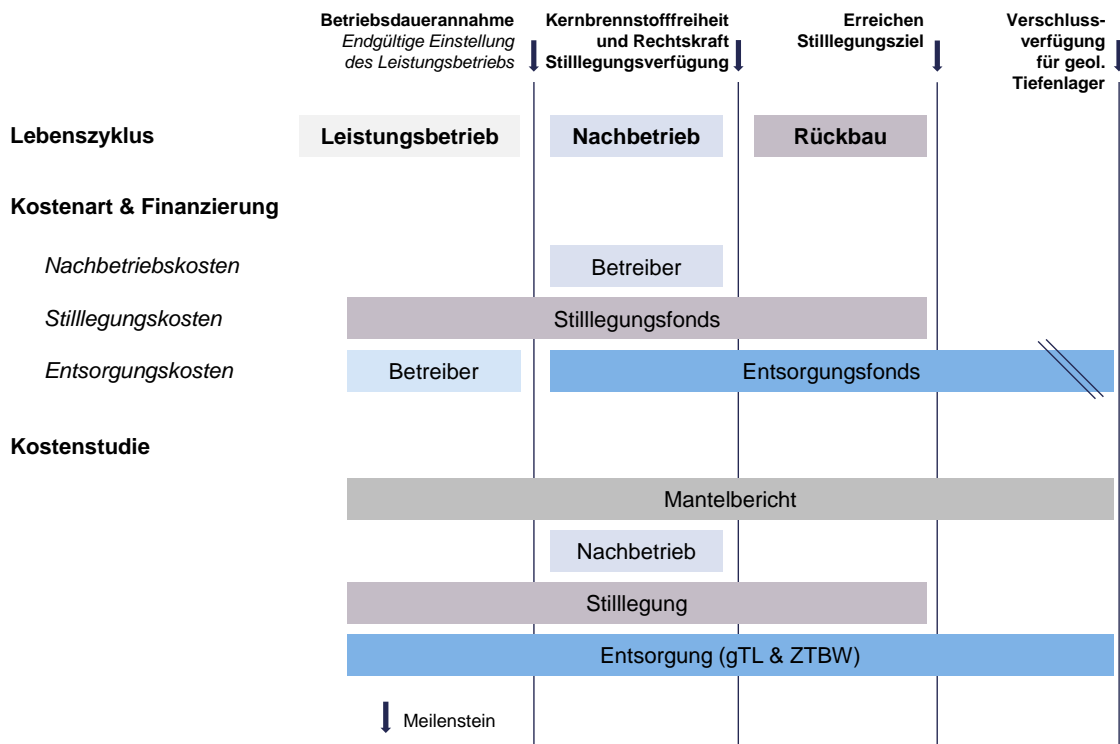 Betriebsdauerannahme
Endgültige Einstellung
des Leistungsbetriebs
Kernbrennstofffreiheit
und Rechtskraft
Stilllegungsverfügung
Erreichen
Stilllegungsziel
Verschluss-
verfügung
für geol.
Tiefenlager
Lebenszyklus
Leistungsbetrieb
Nachbetrieb
Rückbau
Kostenart & Finanzierung
Nachbetriebskosten
Betreiber
Stilllegungskosten
Stilllegungsfonds
Entsorgungskosten
Betreiber
Entsorgungsfonds
Kostenstudie
Mantelbericht
Nachbetrieb
Stilllegung
Entsorgung (gTL & ZTBW)
Meilenstein